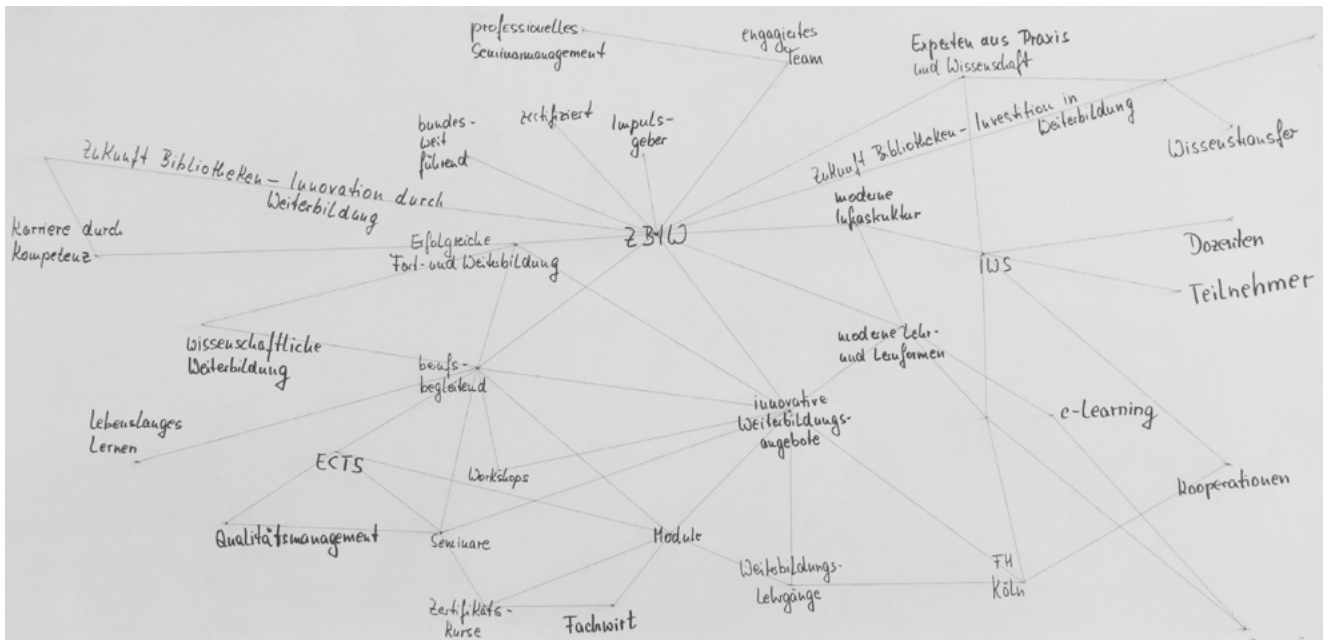 professionelles
Seminarmanagement
engagiertes
Team
Experten aus Praxis
und Wissenschaft
bundes-
weit
führend
zertifiziert
Impuls-
geber
Zukunft Bibliotheken - Investition in
Weiterbildung
Wissenstransfer
Zukunft Bibliotheken - Innovation durch
Weiterbildung
moderne
Infrastruktur
Karriere durch
Kompetenz
Erfolgreiche
Fort- und Weiterbildung
ZBIW
IWS
Dozenten
Teilnehmer
wissenschaftliche
Weiterbildung
berufs-
begleitend
moderne Lehr-
und Lernformen
Lebenslanges
Lernen
innovative
Weiterbildungs-
angebote
e-Learning
ECTS
Workshops
Kooperationen
Qualitätsmanagement
Seminare
Module
Weiterbildungs-
Lehrgänge
FH
Köln
Zertifikats-
kurse
Fachwirt